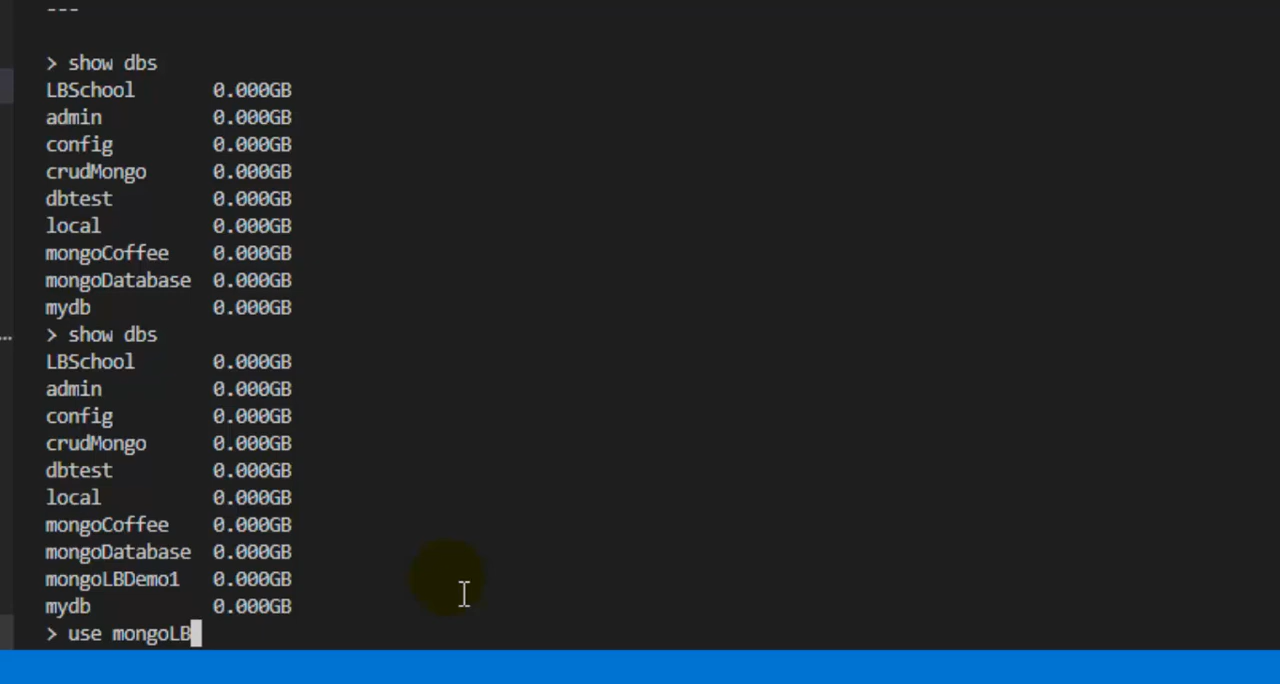 ---
> show dbs
LBSchool 0.000GB
admin 0.000GB
config 0.000GB
crudMongo 0.000GB
dbtest 0.000GB
local 0.000GB
mongoCoffee 0.000GB
mongoDatabase 0.000GB
mydb 0.000GB
> show dbs
LBSchool 0.000GB
admin 0.000GB
config 0.000GB
crudMongo 0.000GB
dbtest 0.000GB
local 0.000GB
mongoCoffee 0.000GB
mongoDatabase 0.000GB
mongoLBDemo1 0.000GB
mydb 0.000GB
> use mongoLB